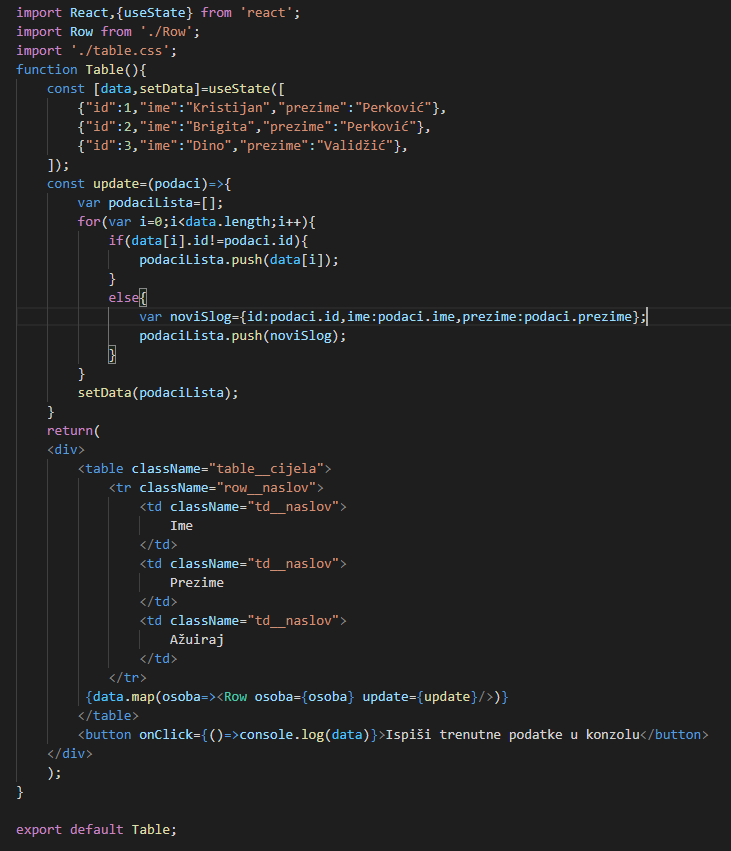 import React,{useState} from 'react';
import Row from './Row';
import './table.css';
function Table(){
    const [data,setData]=useState([
        {"id":1,"ime":"Kristijan","prezime":"Perković"},
        {"id":2,"ime":"Brigita","prezime":"Perković"},
        {"id":3,"ime":"Dino","prezime":"Validžić"},
    ]);
    const update=(podaci)=>{
        var podaciLista=[];
        for(var i=0;i<data.length;i++){
            if(data[i].id!=podaci.id){
                podaciLista.push(data[i]);
            }
            else{
                var noviSlog={id:podaci.id,ime:podaci.ime,prezime:podaci.prezime};
                podaciLista.push(noviSlog);
            }
        }
        setData(podaciLista);
    }
    return(
    <div>
        <table className="table__cijela">
            <tr className="row__naslov">
                <td className="td__naslov">
                    Ime
                </td>
                <td className="td__naslov">
                    Prezime
                </td>
                <td className="td__naslov">
                    Ažuiraj
                </td>
            </tr>
         {data.map(osoba=><Row osoba={osoba} update={update}/>)}
        </table>
        <button onClick={()=>console.log(data)}>Ispiši trenutne podatke u konzolu</button>
    </div>
    );
}
export default Table;